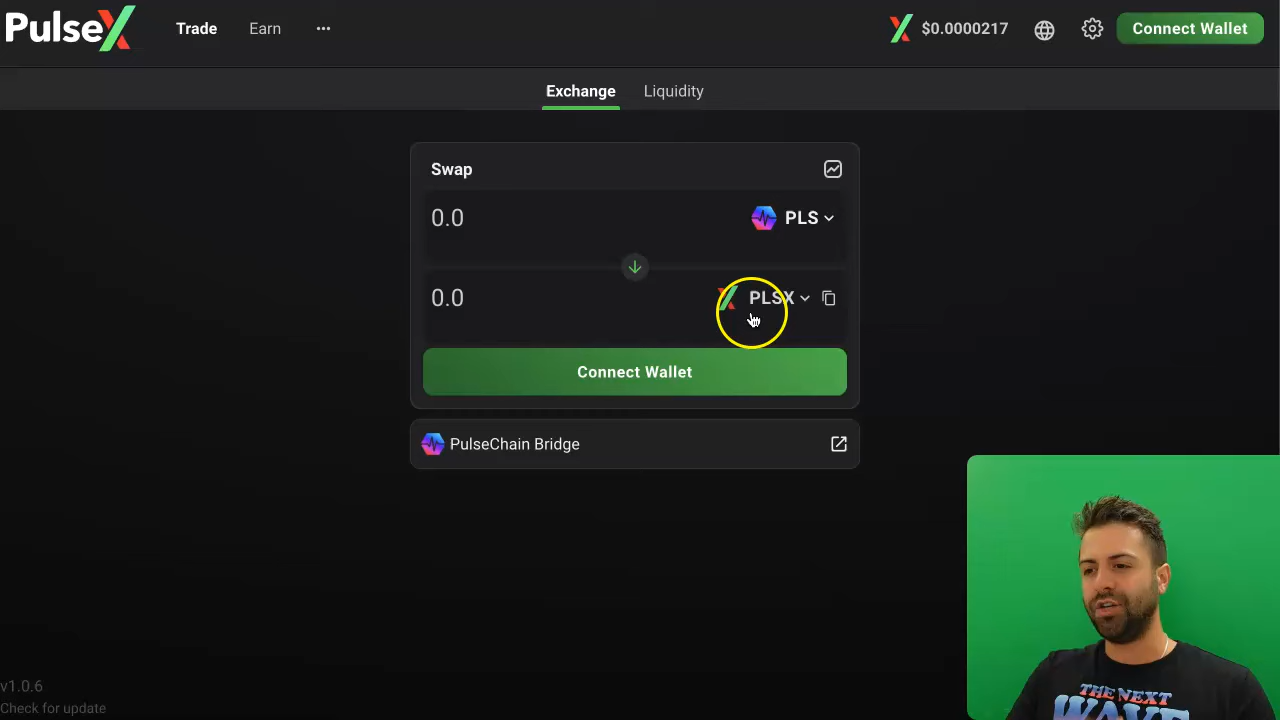 PulseX
Trade
Earn
$0.0000217
Connect Wallet
Exchange
Liquidity
Swap
0.0
PLS
0.0
PLSX
Connect Wallet
PulseChain Bridge
v1.0.6
Check for update
THE NEXT
WAVE